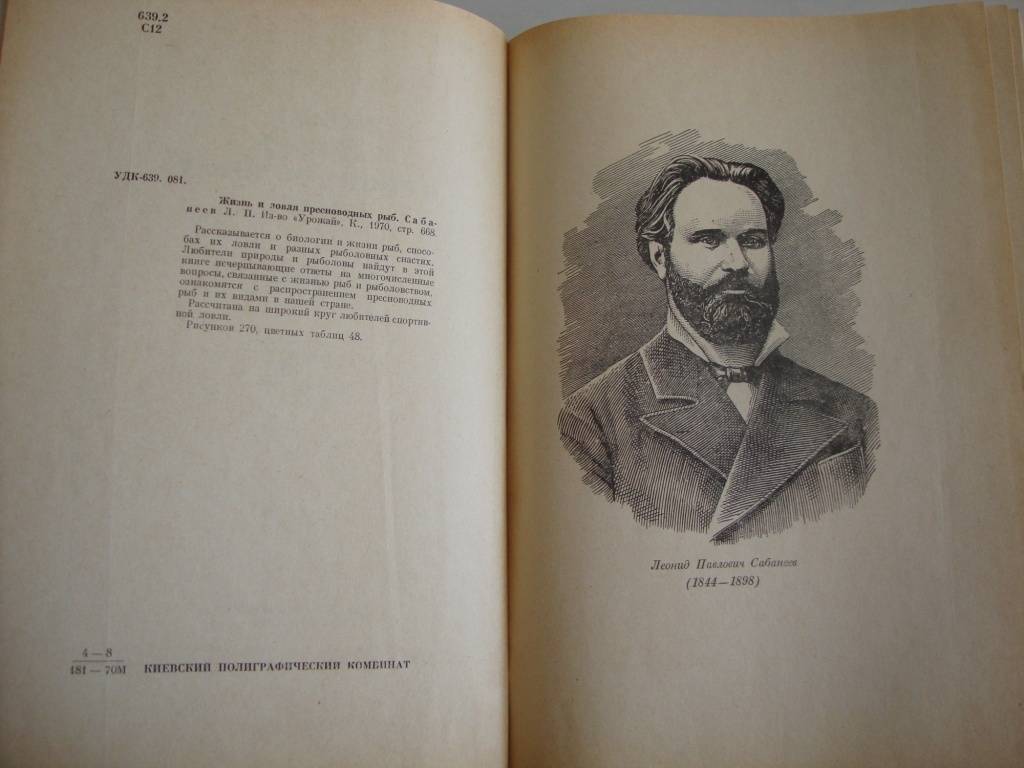 639.2
С12
УДК-639. 081.
Жизнь и ловля пресноводных рыб. Саба-
неев Л. П. Из-во «Урожай», К., 1970, стр. 668.
Рассказывается о биологии и жизни рыб, спосо-
бах их ловли и разных рыболовных снастях.
Любители природы и рыболовы найдут в этой
книге исчерпывающие ответы на многочисленные
вопросы, связанные с жизнью рыб и рыболовством,
ознакомятся с распространением пресноводных
рыб и их видами в нашей стране.
Рассчитана на широкий круг любителей спортив-
ной ловли.
Рисунков 270, цветных таблиц 48.
4—8
481—70М
КИЕВСКИЙ ПОЛИГРАФИЧЕСКИЙ КОМБИНАТ
Леонид Павлович Сабанеев
(1844—1898)